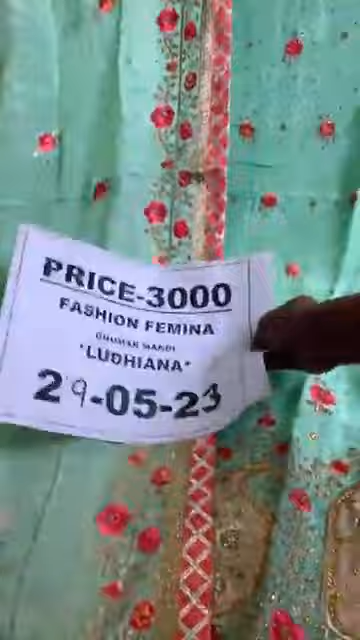 PRICE-3000
FASHION FEMINA
GHUMAR MANDI
"LUDHIANA"
29-05-23